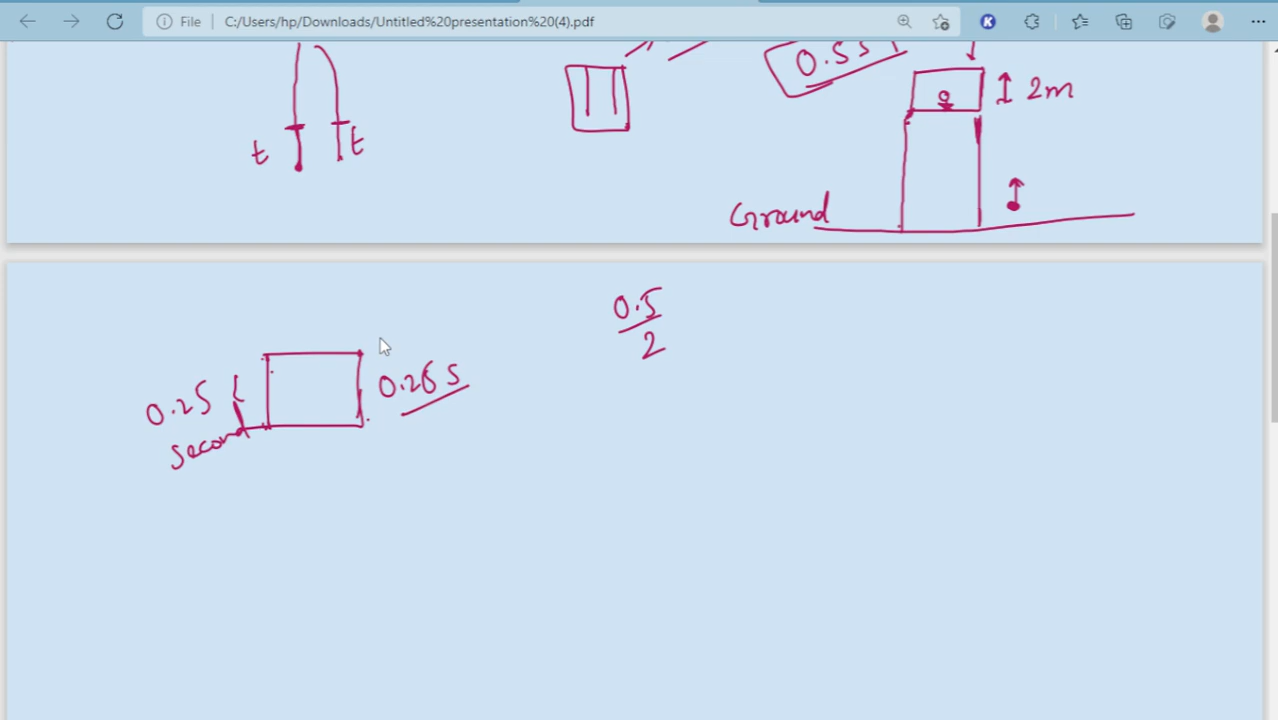 File
C:/Users/hp/Downloads/Untitled%20presentation%20(4).pdf
0.5s
2m
t
t
Ground
0.5
2
0.25
second
0.25 s